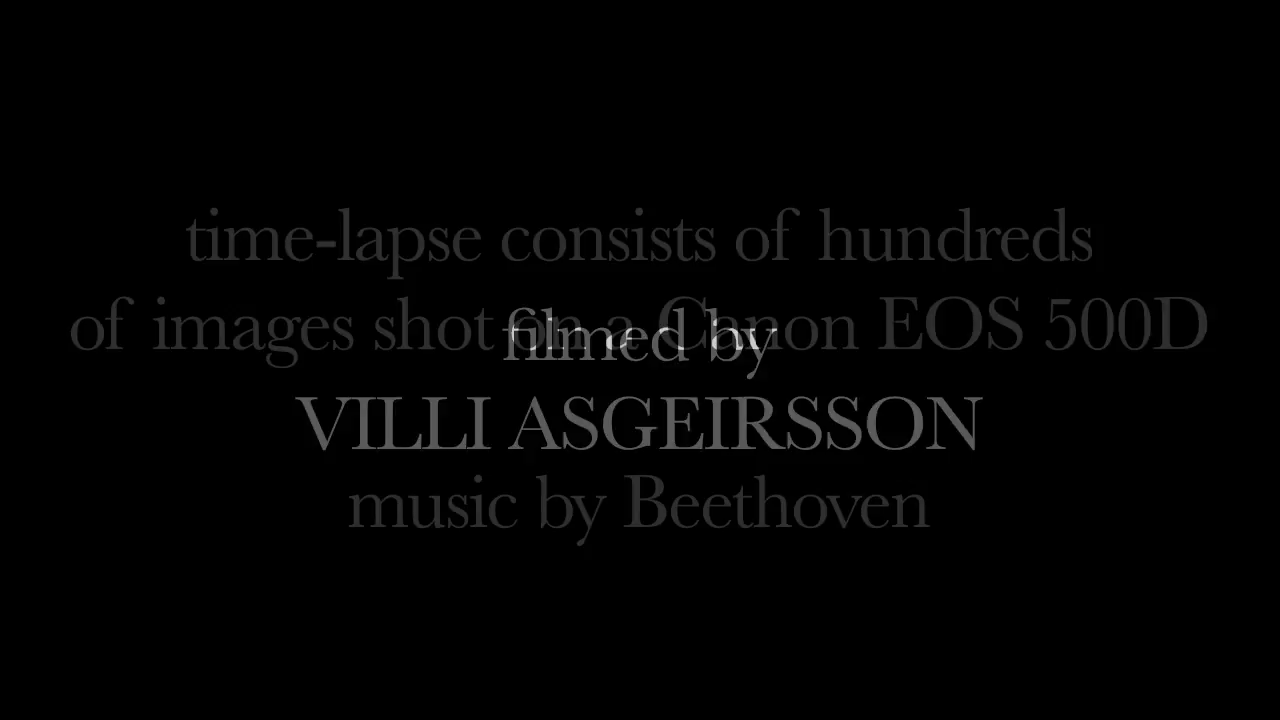 time-lapse consists of hundreds
of images shot on a Canon EOS 500D
filmed by
VILLI ASGEIRSSON
music by Beethoven